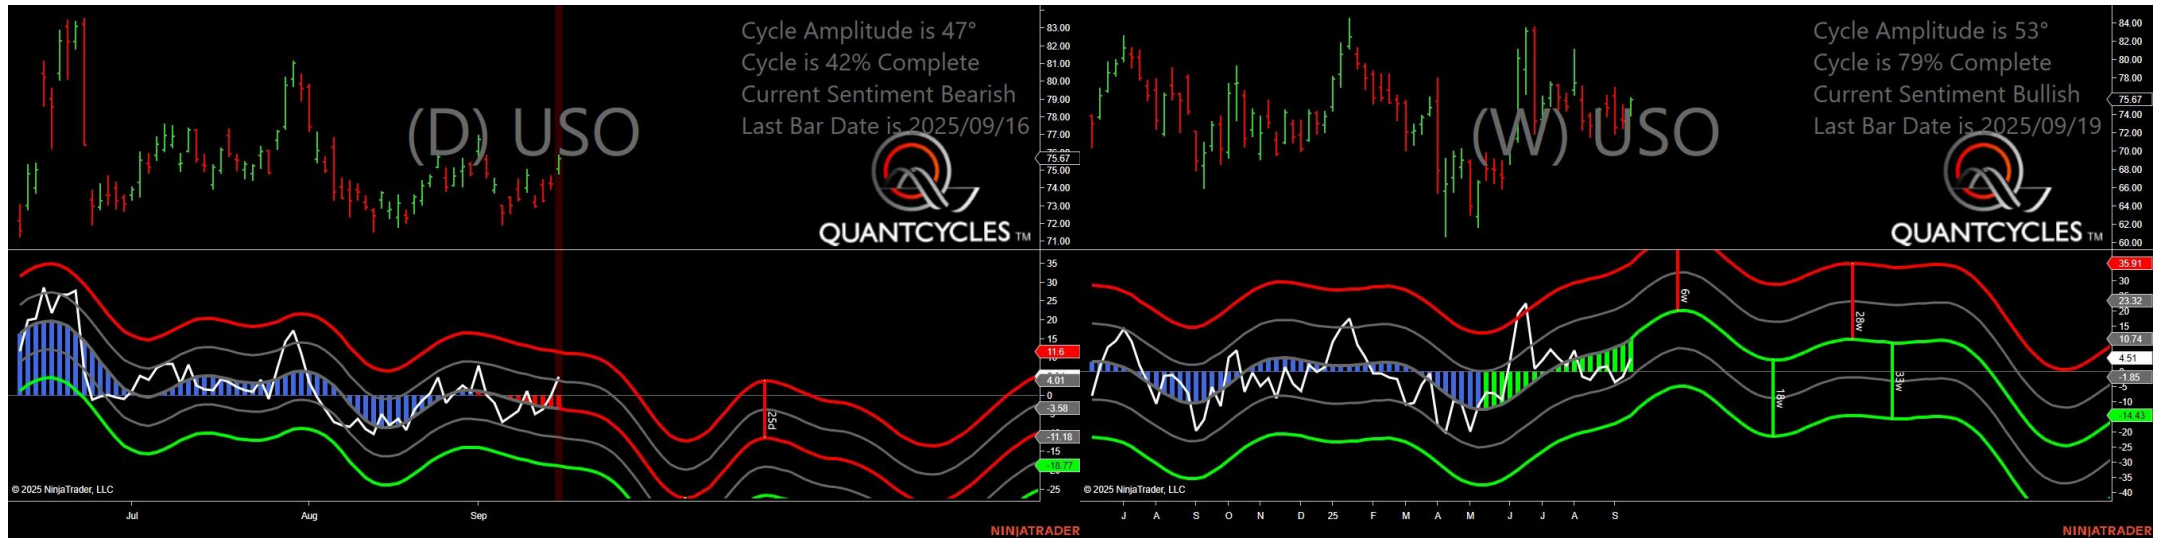 Cycle Amplitude is 47°
Cycle is 42% Complete
Current Sentiment Bearish
Last Bar Date is 2025/09/16
(D) USO
QUANTCYCLES TM
83.00
81.00
80.00
79.00
78.00
77.00
75.67
75.00
74.00
73.00
72.00
71.00
35
30
25
20
15
11.6
4.01
0
-3.58
-11.18
-15
-18.77
-25
25d
© 2025 NinjaTrader, LLC
Jul
Aug
Sep
NINJATRADER
Cycle Amplitude is 53°
Cycle is 79% Complete
Current Sentiment Bullish
Last Bar Date is 2025/09/19
(W) USO
QUANTCYCLES TM
84.00
82.00
80.00
78.00
75.67
74.00
72.00
70.00
68.00
66.00
64.00
62.00
60.00
35.91
30
23.32
20
15
10.74
4.51
-1.85
-5
-10
-14.43
-20
-25
-30
-35
-40
6w
18w
28w
33w
© 2025 NinjaTrader, LLC
J
A
S
O
N
D
25
F
M
A
M
J
J
A
S
NINJATRADER